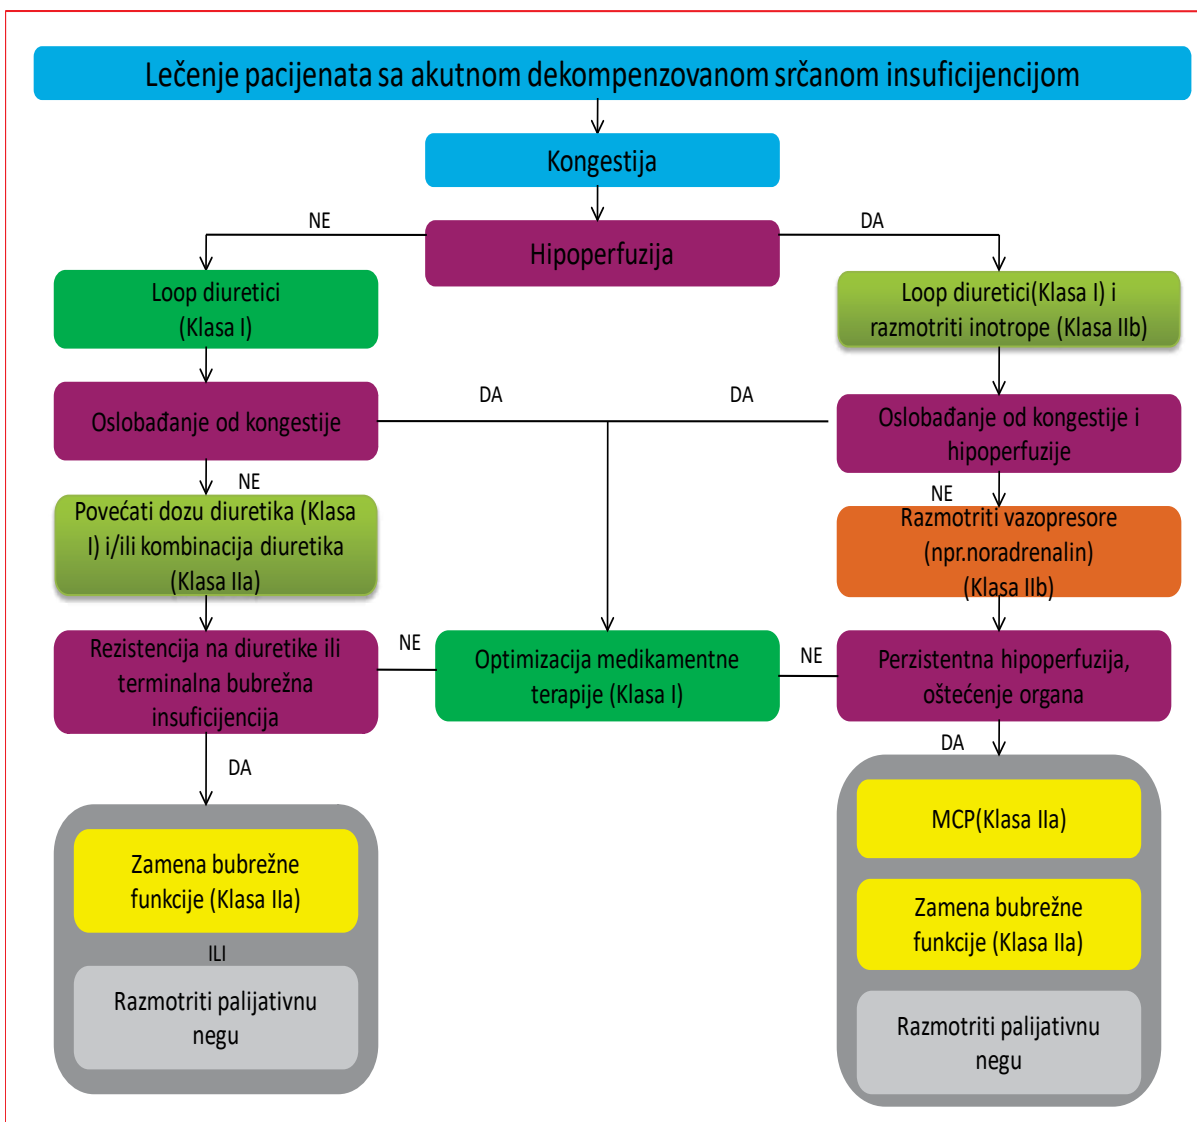 Lečenje pacijenata sa akutnom dekompenzovanom srčanom insuficijencijom
Kongestija
NE
DA
Hipoperfuzija
Loop diuretici
(Klasa I)
Loop diuretici(Klasa I) i
razmotriti inotrope (Klasa IIb)
DA
DA
Oslobađanje od kongestije
Oslobađanje od kongestije i
hipoperfuzije
NE
NE
Povećati dozu diuretika (Klasa
I) i/ili kombinacija diuretika
(Klasa IIa)
Razmotriti vazopresore
(npr.noradrenalin)
(Klasa IIb)
Rezistencija na diuretike ili
terminalna bubrežna
insuficijencija
NE
Optimizacija medikamentne
terapije (Klasa I)
NE
Perzistentna hipoperfuzija,
oštećenje organa
DA
DA
Zamena bubrežne
funkcije (Klasa IIa)
ILI
Razmotriti palijativnu
negu
MCP(Klasa IIa)
Zamena bubrežne
funkcije (Klasa IIa)
Razmotriti palijativnu
negu